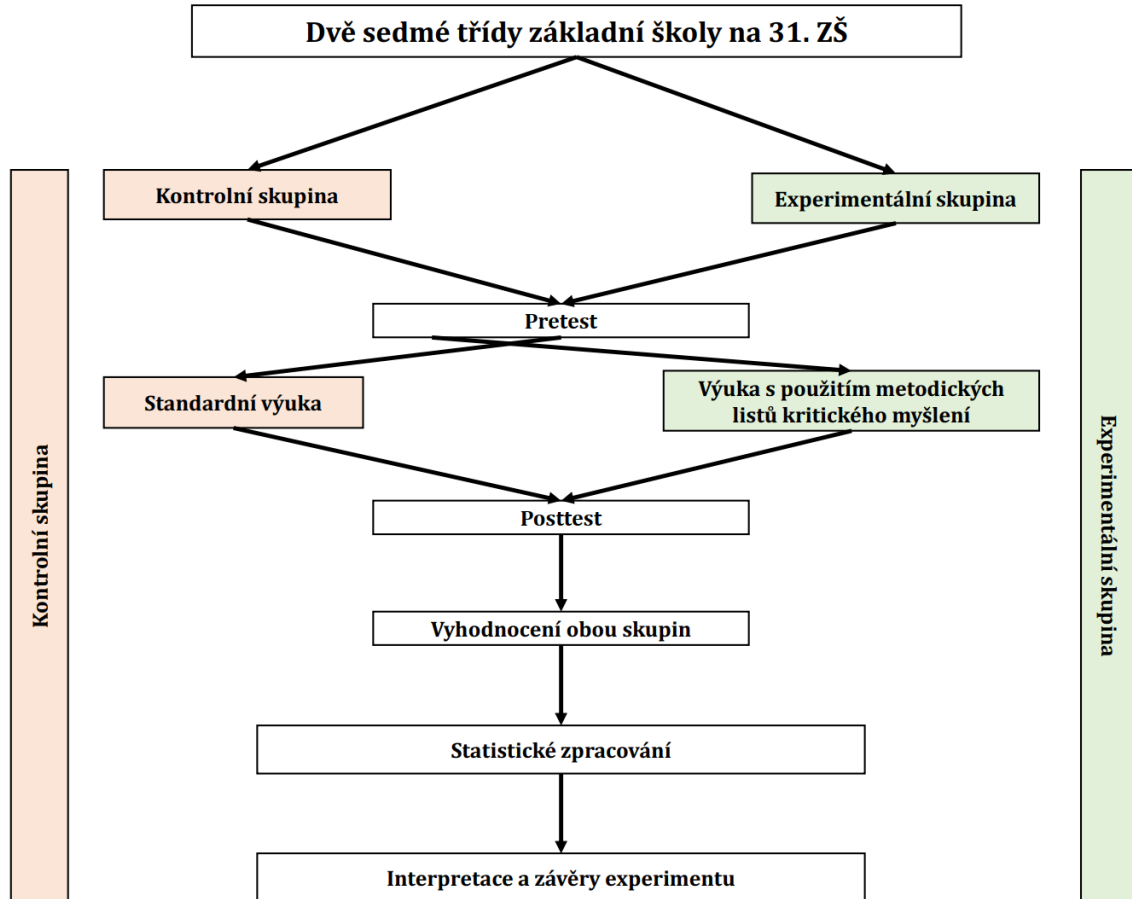 Dvě sedmé třídy základní školy na 31. ZŠ
Kontrolní skupina
Experimentální skupina
Pretest
Standardní výuka
Výuka s použitím metodických
listů kritického myšlení
Posttest
Vyhodnocení obou skupin
Statistické zpracování
Interpretace a závěry experimentu
Kontrolní skupina
Experimentální skupina